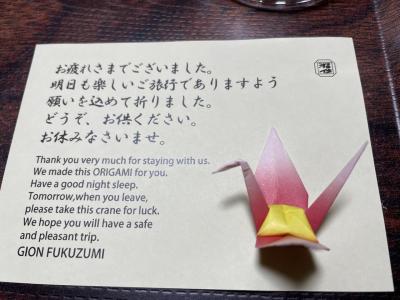 お疲れさまでございました。
明日も楽しいご旅行でありますよう
願いを込めて折りました。
どうぞ、お供ください。
お休みなさいませ。
Thank you very much for staying with us.
We made this ORIGAMI for you.
Have a good night sleep.
Tomorrow,when you leave,
please take this crane for luck.
We hope you will have a safe
and pleasant trip.
GION FUKUZUMI